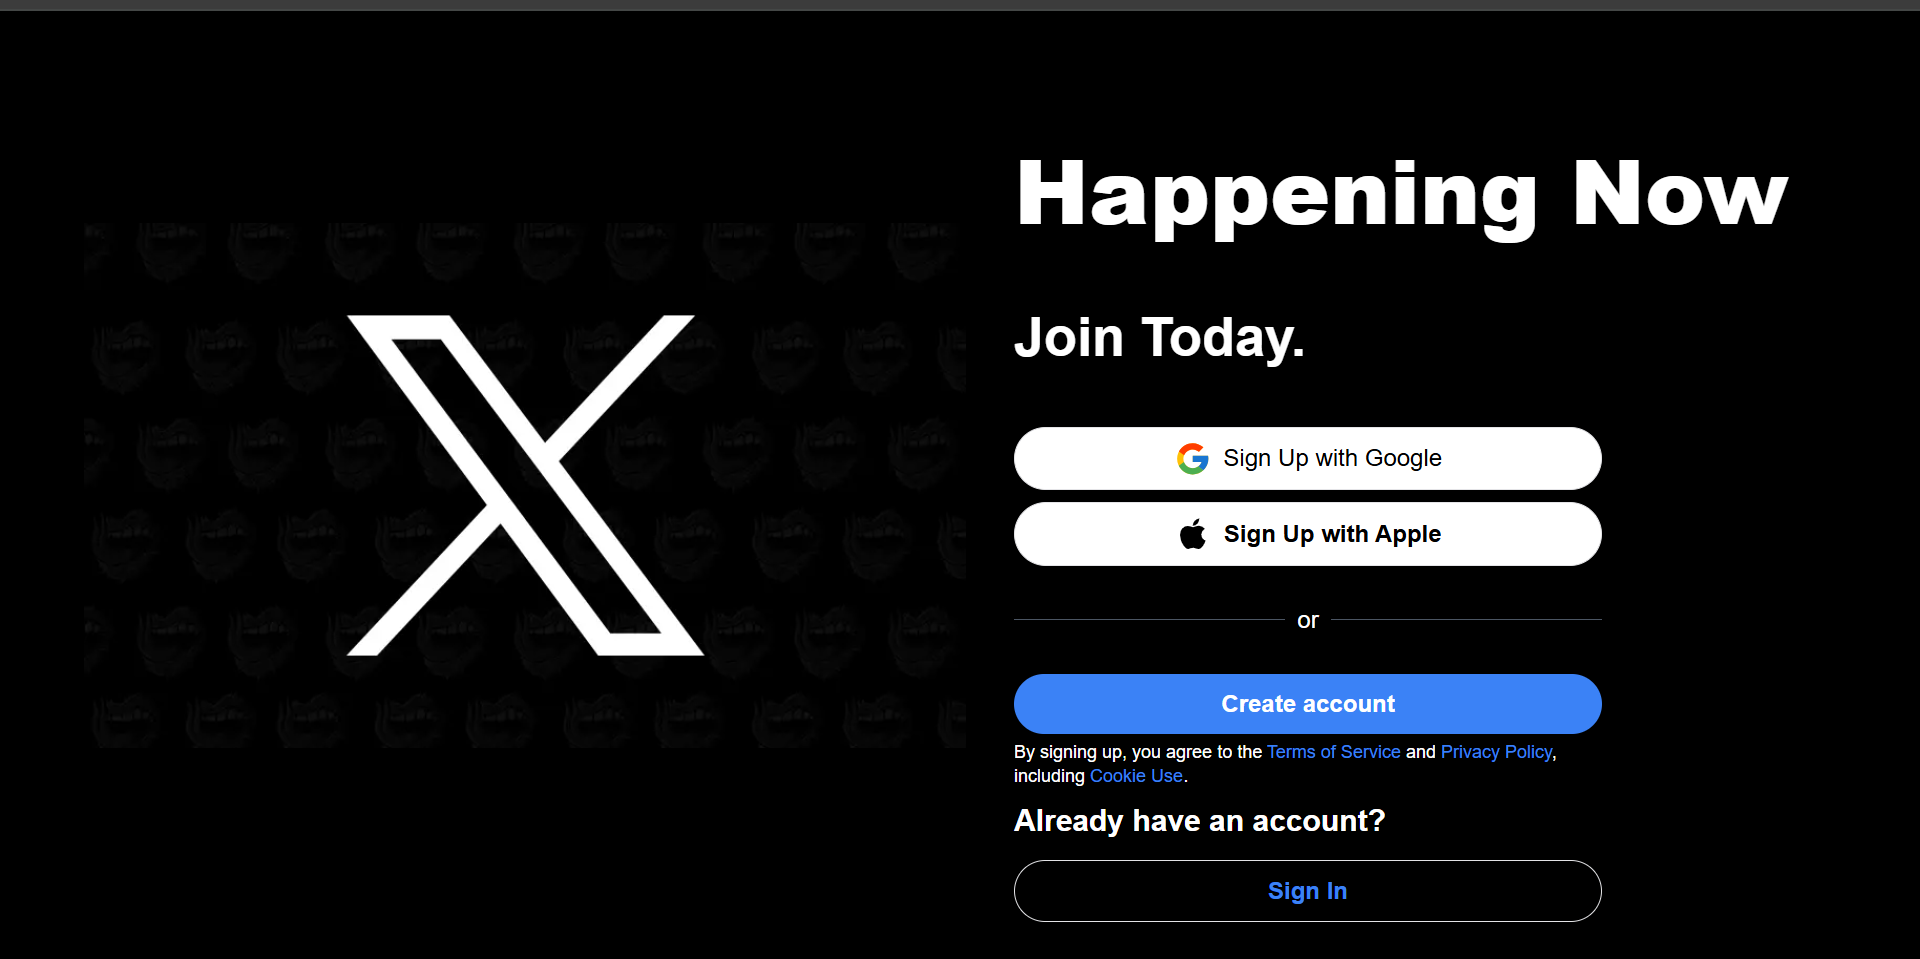 Happening Now
Join Today.
Sign Up with Google
Sign Up with Apple
or
Create account
By signing up, you agree to the Terms of Service and Privacy Policy,
including Cookie Use.
Already have an account?
Sign In